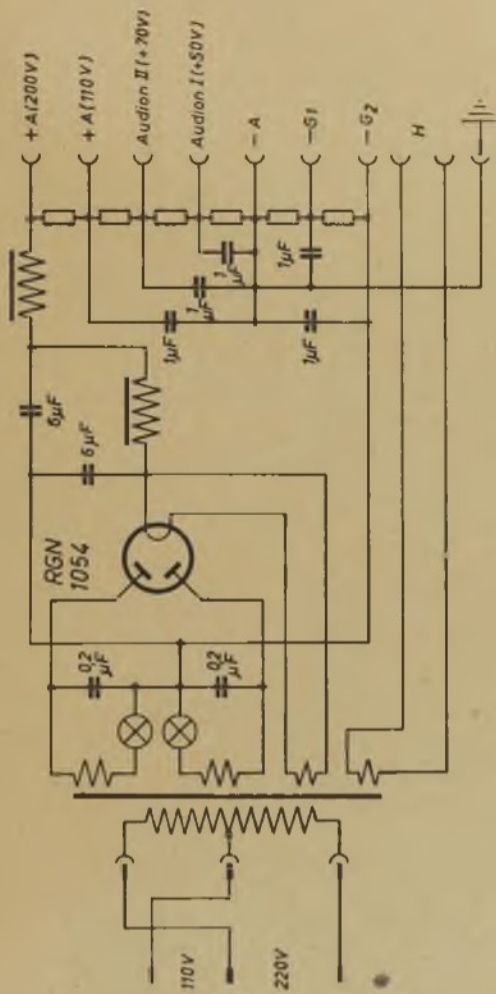 +A(200V)
+A(110V)
Audion II (+70V)
Audion I (+50V)
-A
-G1
-G2
H
6µF
6µF
1µF
1µF
1µF
1µF
1µF
RGN
1054
0,2
µF
0,2
µF
110V
220V